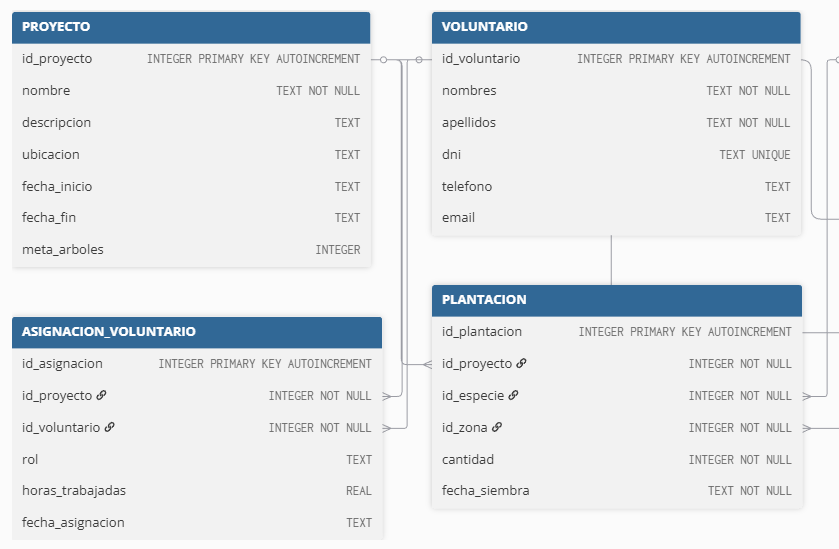 PROYECTO
id_proyecto INTEGER PRIMARY KEY AUTOINCREMENT
nombre TEXT NOT NULL
descripcion TEXT
ubicacion TEXT
fecha_inicio TEXT
fecha_fin TEXT
meta_arboles INTEGER
VOLUNTARIO
id_voluntario INTEGER PRIMARY KEY AUTOINCREMENT
nombres TEXT NOT NULL
apellidos TEXT NOT NULL
dni TEXT UNIQUE
telefono TEXT
email TEXT
ASIGNACION_VOLUNTARIO
id_asignacion INTEGER PRIMARY KEY AUTOINCREMENT
id_proyecto INTEGER NOT NULL
id_voluntario INTEGER NOT NULL
rol TEXT
horas_trabajadas REAL
fecha_asignacion TEXT
PLANTACION
id_plantacion INTEGER PRIMARY KEY AUTOINCREMENT
id_proyecto INTEGER NOT NULL
id_especie INTEGER NOT NULL
id_zona INTEGER NOT NULL
cantidad INTEGER NOT NULL
fecha_siembra TEXT NOT NULL